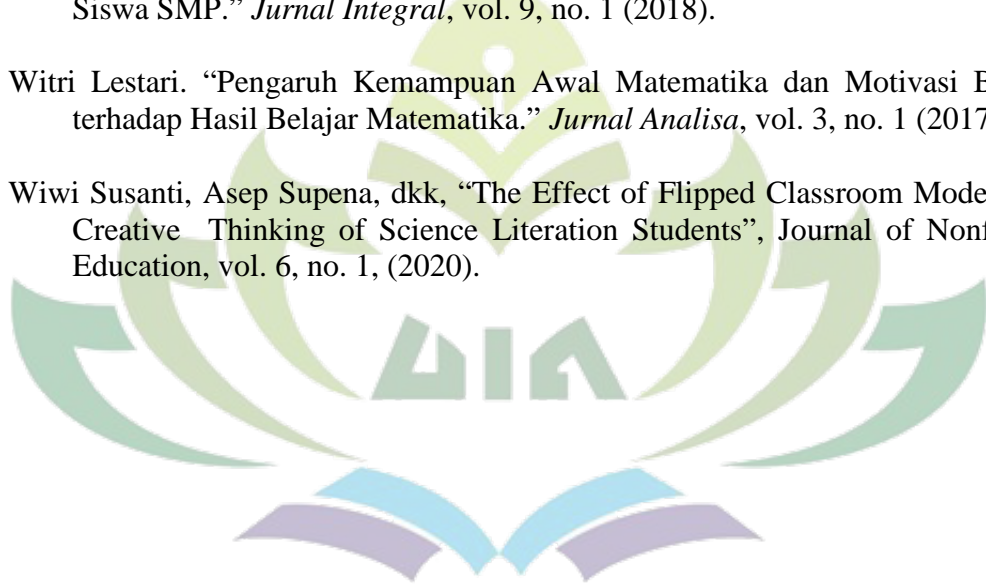 Siswa SMP.” Jurnal Integral, vol. 9, no. 1 (2018).
Witri Lestari. “Pengaruh Kemampuan Awal Matematika dan Motivasi B
terhadap Hasil Belajar Matematika.” Jurnal Analisa, vol. 3, no. 1 (2017
Wiwi Susanti, Asep Supena, dkk, “The Effect of Flipped Classroom Mode
Creative Thinking of Science Literation Students”, Journal of Nonf
Education, vol. 6, no. 1, (2020).
UIN